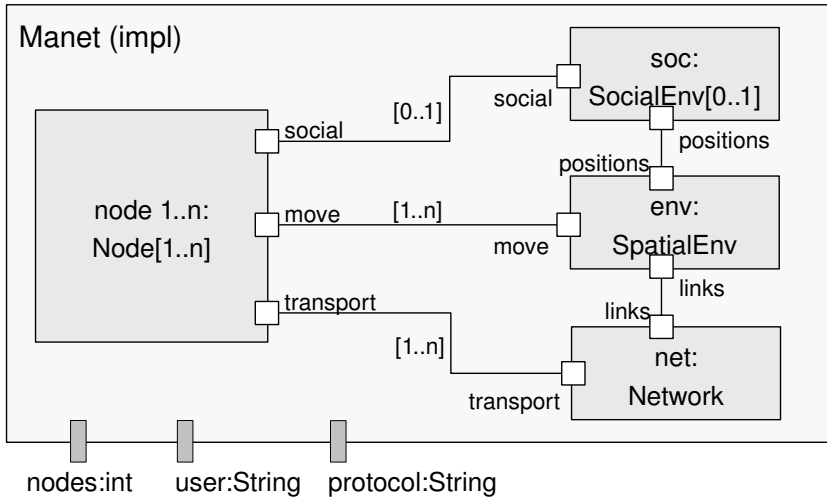 Manet (impl)
soc:
SocialEnv[0..1]
social
[0..1]
social
positions
positions
node 1..n:
Node[1..n]
move
[1..n]
move
env:
SpatialEnv
links
links
transport
[1..n]
transport
net:
Network
nodes:int
user:String
protocol:String